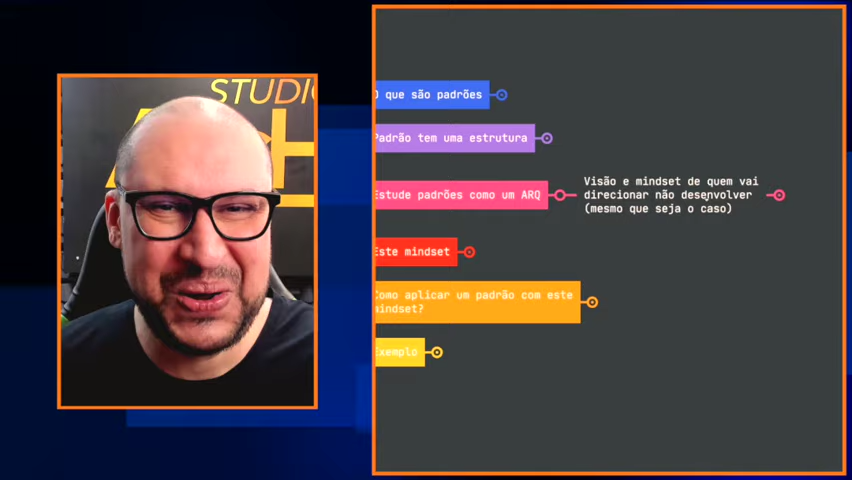 STUDIO
O que são padrões
Padrão tem uma estrutura
Estude padrões como um ARQ
Visão e mindset de quem vai
direcionar não desenvolver
(mesmo que seja o caso)
Este mindset
Como aplicar um padrão com este
mindset?
Exemplo